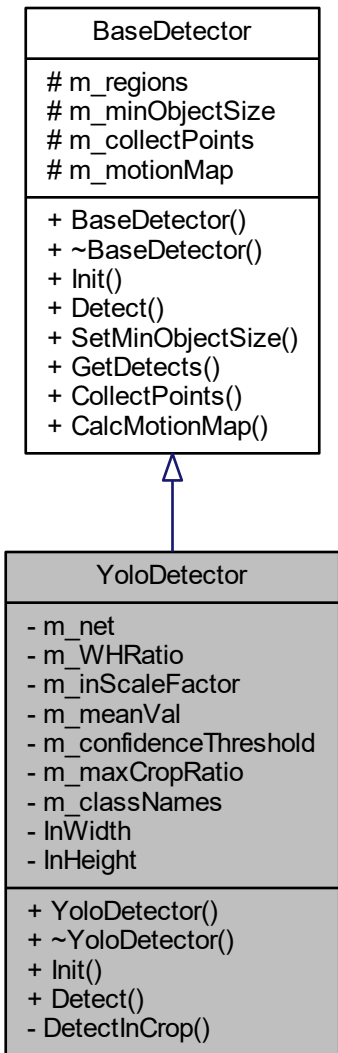 BaseDetector
# m_regions
# m_minObjectSize
# m_collectPoints
# m_motionMap
+ BaseDetector()
+ ~BaseDetector()
+ Init()
+ Detect()
+ SetMinObjectSize()
+ GetDetects()
+ CollectPoints()
+ CalcMotionMap()
YoloDetector
- m_net
- m_WHRatio
- m_inScaleFactor
- m_meanVal
- m_confidenceThreshold
- m_maxCropRatio
- m_classNames
- InWidth
- InHeight
+ YoloDetector()
+ ~YoloDetector()
+ Init()
+ Detect()
- DetectInCrop()